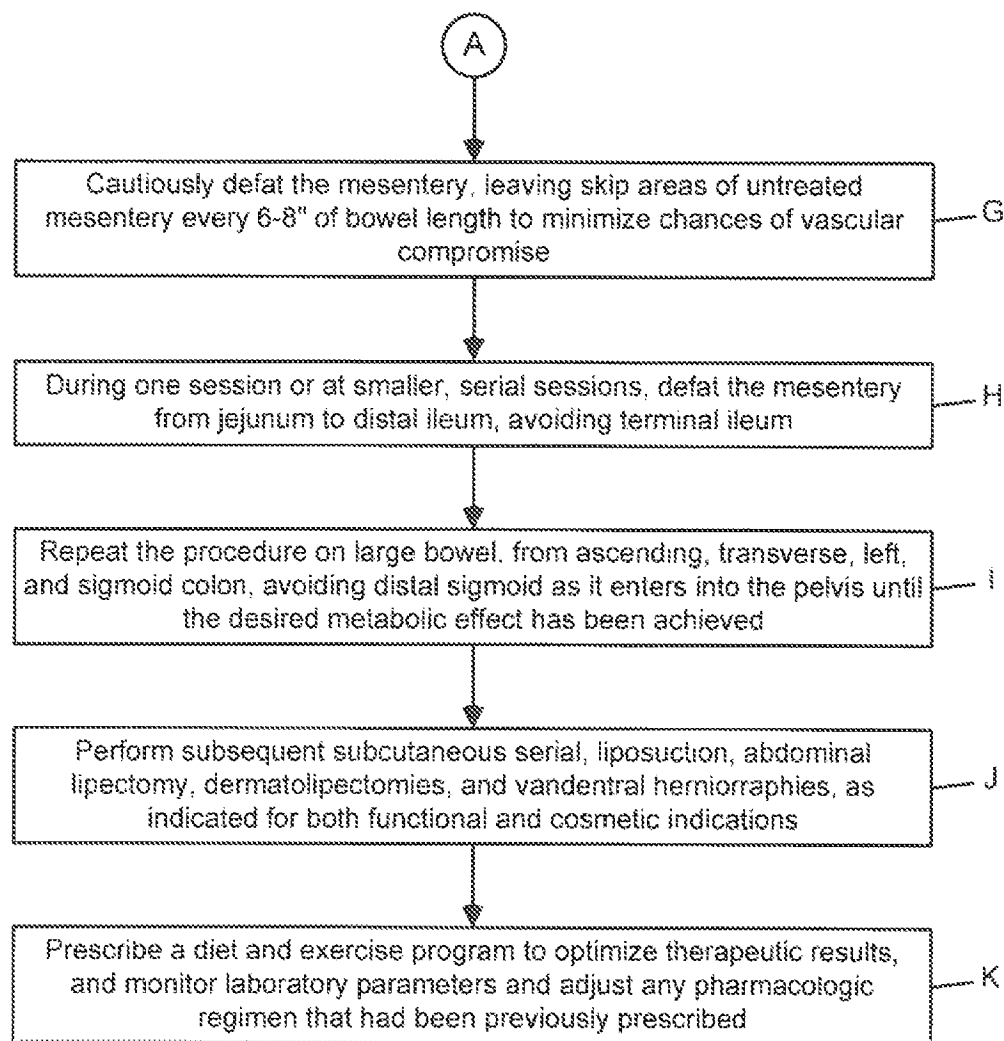 A
Cautiously defat the mesentery, leaving skip areas of untreated
mesentery every 6-8" of bowel length to minimize chances of vascular
compromise
G
During one session or at smaller, serial sessions, defat the mesentery
from jejunum to distal ileum, avoiding terminal ileum
H
Repeat the procedure on large bowel, from ascending, transverse, left,
and sigmoid colon, avoiding distal sigmoid as it enters into the pelvis until
the desired metabolic effect has been achieved
I
Perform subsequent subcutaneous serial, liposuction, abdominal
lipectomy, dermatolipectomies, and vandentral herniorraphies, as
indicated for both functional and cosmetic indications
J
Prescribe a diet and exercise program to optimize therapeutic results,
and monitor laboratory parameters and adjust any pharmacologic
regimen that had been previously prescribed
K